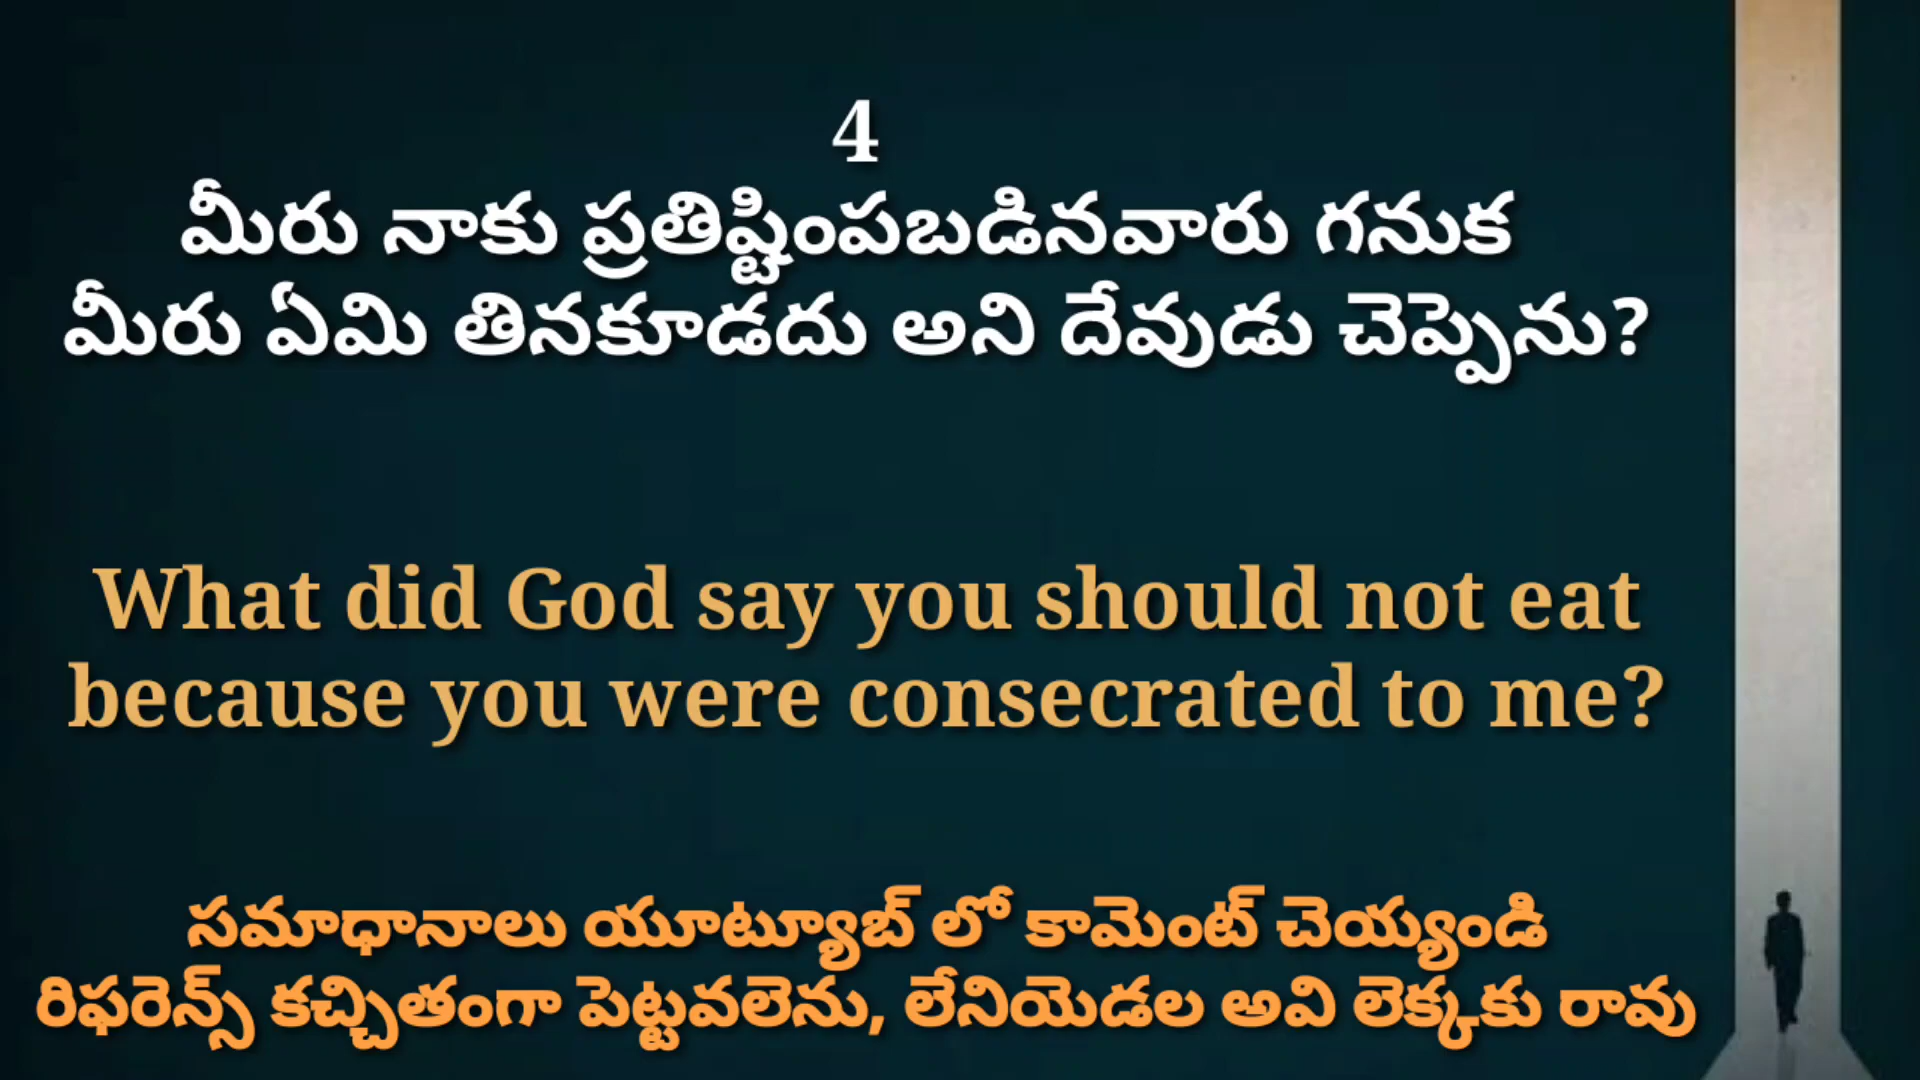 4
మీరు నాకు ప్రతిష్టింపబడినవారు గనుక
మీరు ఏమి తినకూడదు అని దేవుడు చెప్పెను?
What did God say you should not eat
because you were consecrated to me?
సమాధానాలు యూట్యూబ్ లో కామెంట్ చెయ్యండి
రిఫరెన్స్ కచ్చితంగా పెట్టవలెను, లేనియెడల అవి లెక్కకు రావు